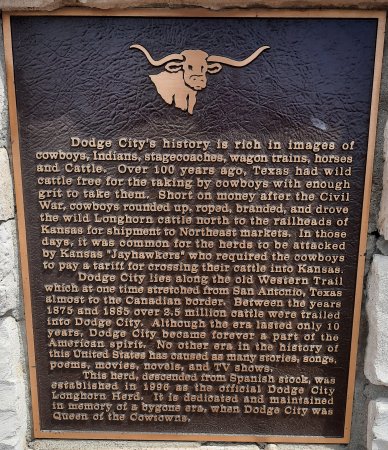 Dodge City's history is rich in images of
cowboys, Indians, stagecoaches, wagon trains, horses
and Cattle. Over 100 years ago, Texas had wild
cattle free for the taking by cowboys with enough
grit to take them. Short on money after the Civil
War, cowboys rounded up, roped, branded, and drove
the wild Longhorn cattle north to the railheads of
Kansas for shipment to Northeast markets. In those
days, it was common for the herds to be attacked
by Kansas "Jayhawkers" who required the cowboys
to pay a tariff for crossing their cattle into Kansas.
Dodge City lies along the old Western Trail
which at one time stretched from San Antonio, Texas
almost to the Canadian border. Between the years
1875 and 1885 over 2.5 million cattle were trailed
into Dodge City. Although the era lasted only 10
years, Dodge City became forever a part of the
American spirit. No other era in the history of
this United States has caused as many stories, songs,
poems, movies, novels, and TV shows.
This herd, descended from Spanish stock, was
established in 1996 as the official Dodge City
Longhorn Herd. It is dedicated and maintained
in memory of a bygone era, when Dodge City was
Queen of the Cowtowns.